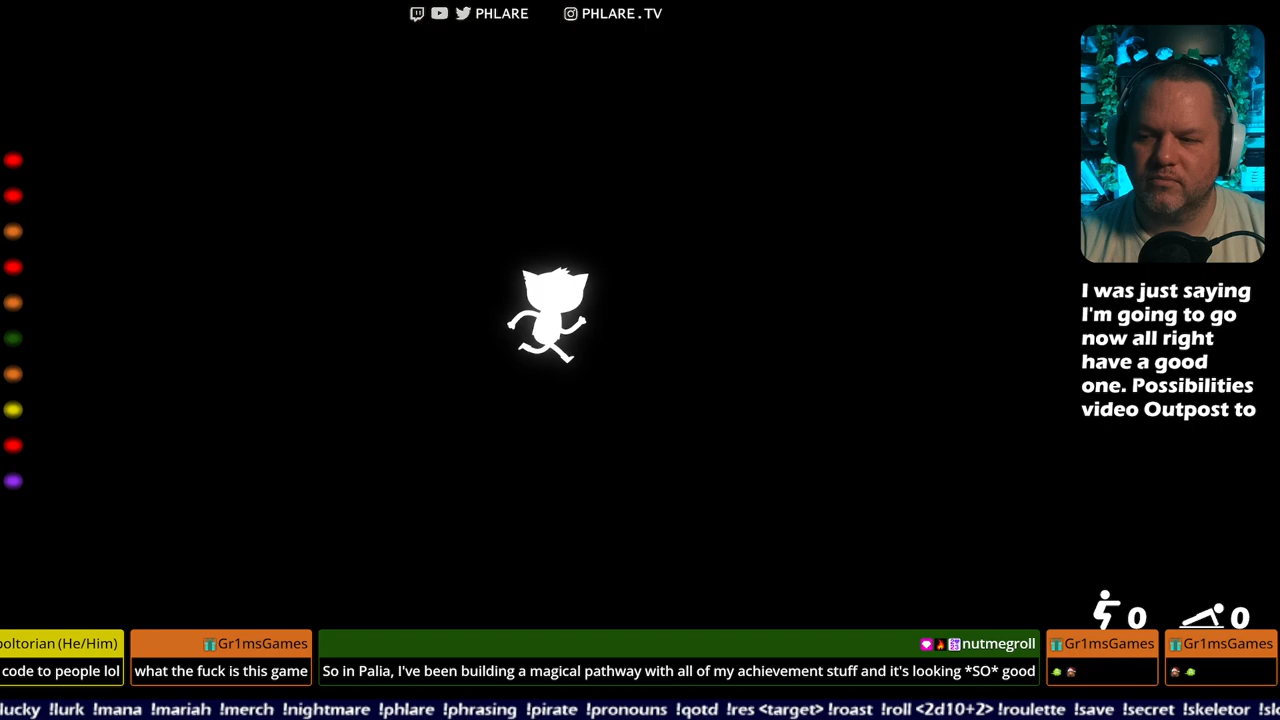 PHLARE
PHLARE.TV
I was just saying
I'm going to go
now all right
have a good
one. Possibilities
video Outpost to
0
0
boltorian (He/Him)
code to people lol
Gr1msGames
what the fuck is this game
nutmegroll
So in Palia, I've been building a magical pathway with all of my achievement stuff and it's looking *SO* good
Gr1msGames
Gr1msGames
!lurk !mana !mariah !merch !nightmare !phlare !phrasing !pirate !pronouns !qotd !res <target> !roast !roll <2d10+2> !roulette !save !secret !skeletor